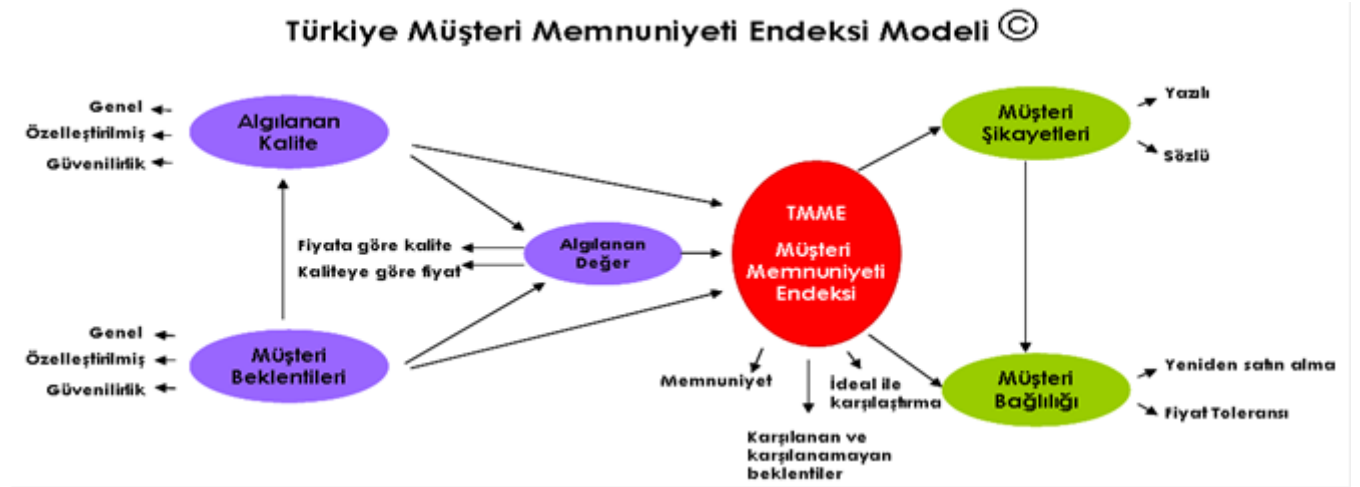 Türkiye Müşteri Memnuniyeti Endeksi Modeli ©
Genel
Özelleştirilmiş
Güvenilirlik
Algılanan
Kalite
Müşteri
Şikayetleri
Yazılı
Sözlü
Fiyata göre kalite
Kaliteye göre fiyat
Algılanan
Değer
TMME
Müşteri
Memnuniyeti
Endeksi
Genel
Özelleştirilmiş
Güvenilirlik
Müşteri
Beklentileri
Memnuniyet
Karşılanan ve
karşılanamayan
beklentiler
İdeal ile
karşılaştırma
Müşteri
Bağlılığı
Yeniden satın alma
Fiyat Toleransı